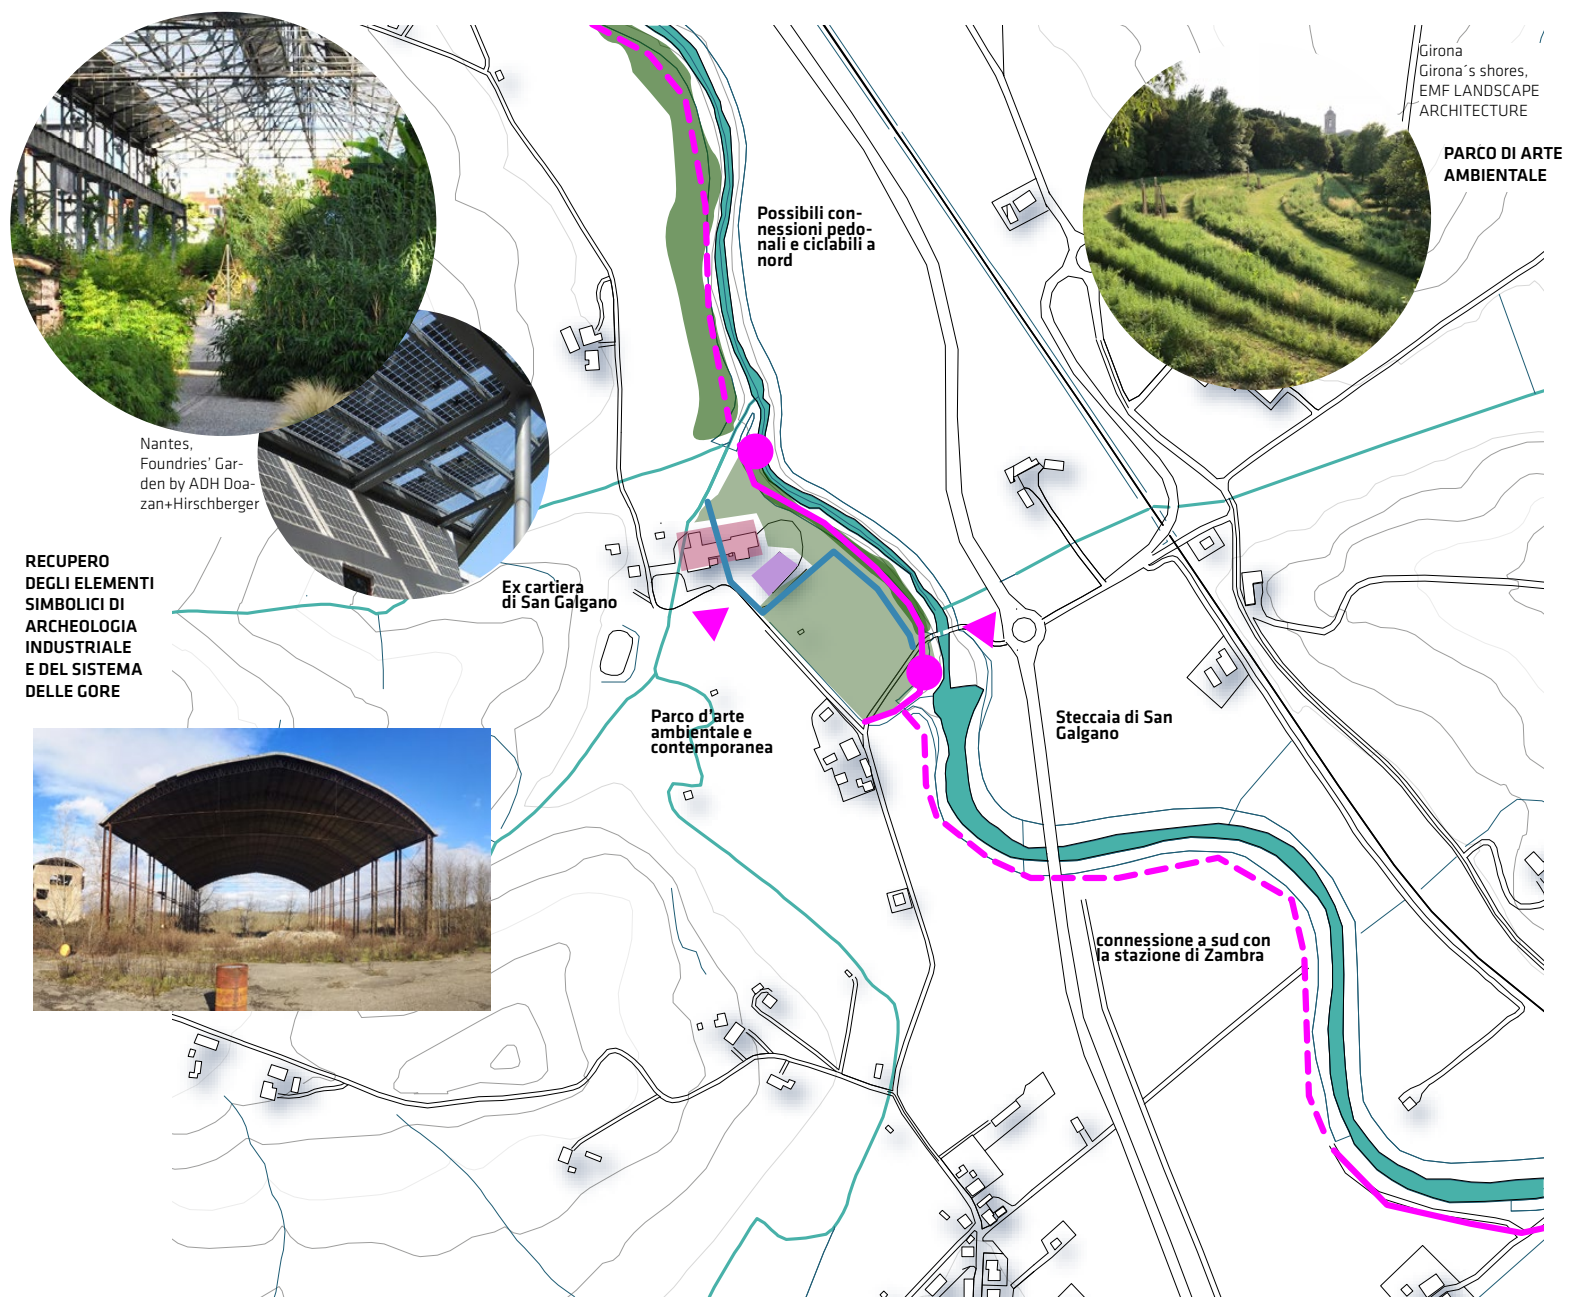 Girona
Girona´s shores,
EMF LANDSCAPE
ARCHITECTURE
PARCO DI ARTE
AMBIENTALE
Possibili con-
nessioni pedo-
nali e ciclabili a
nord
Nantes,
Foundries' Gar-
den by ADH Doa-
zan+Hirschberger
RECUPERO
DEGLI ELEMENTI
SIMBOLICI DI
ARCHEOLOGIA
INDUSTRIALE
E DEL SISTEMA
DELLE GORE
Ex cartiera
di San Galgano
Parco d'arte
ambientale e
contemporanea
Steccaia di San
Galgano
connessione a sud con
la stazione di Zambra